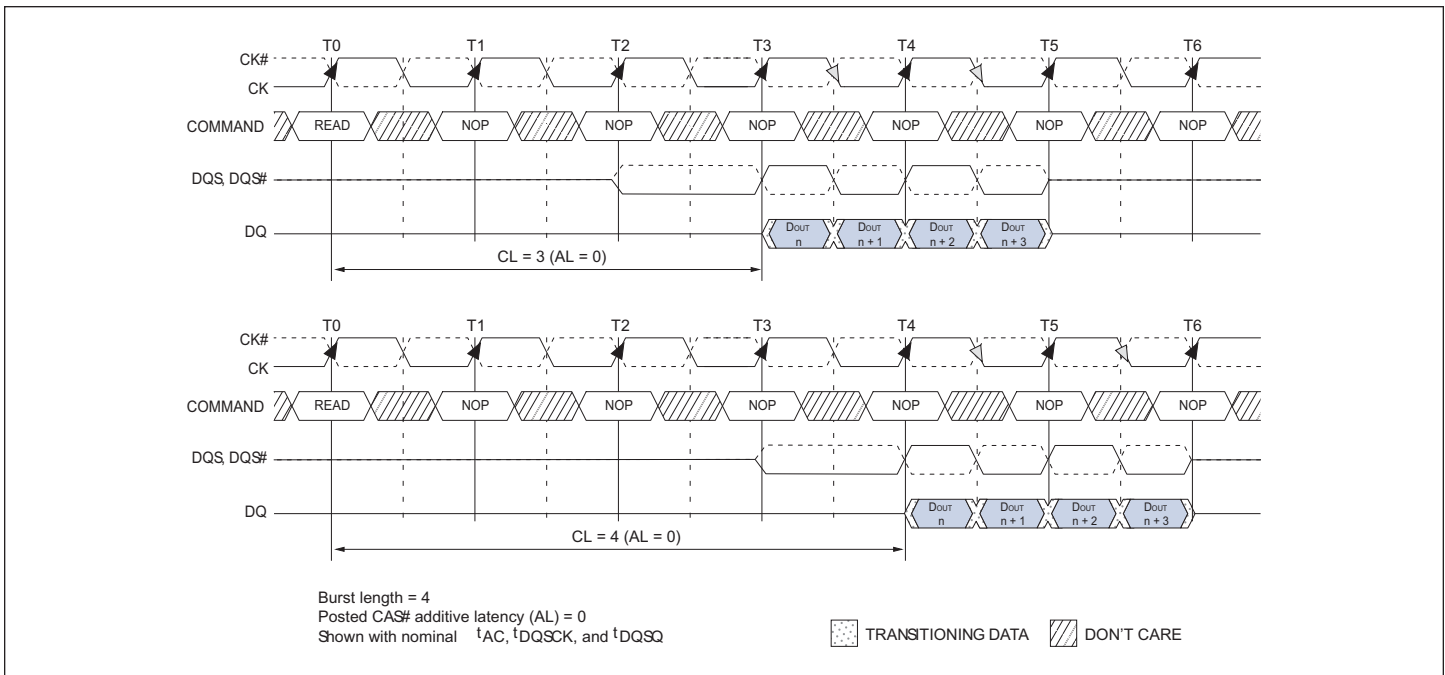 T0 T1 T2 T3 T4 T5 T6
CK#
CK
COMMAND READ NOP NOP NOP NOP NOP NOP
DQS, DQS#
DQ DOUT n DOUT n + 1 DOUT n + 2 DOUT n + 3
CL = 3 (AL = 0)
T0 T1 T2 T3 T4 T5 T6
CK#
CK
COMMAND READ NOP NOP NOP NOP NOP NOP
DQS, DQS#
DQ DOUT n DOUT n + 1 DOUT n + 2 DOUT n + 3
CL = 4 (AL = 0)
Burst length = 4
Posted CAS# additive latency (AL) = 0
Shown with nominal tAC, tDQSCK, and tDQSQ
TRANSITIONING DATA DON'T CARE